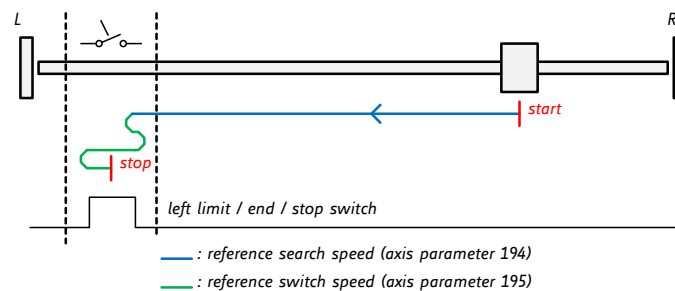 L
R
start
stop
left limit / end / stop switch
: reference search speed (axis parameter 194)
: reference switch speed (axis parameter 195)